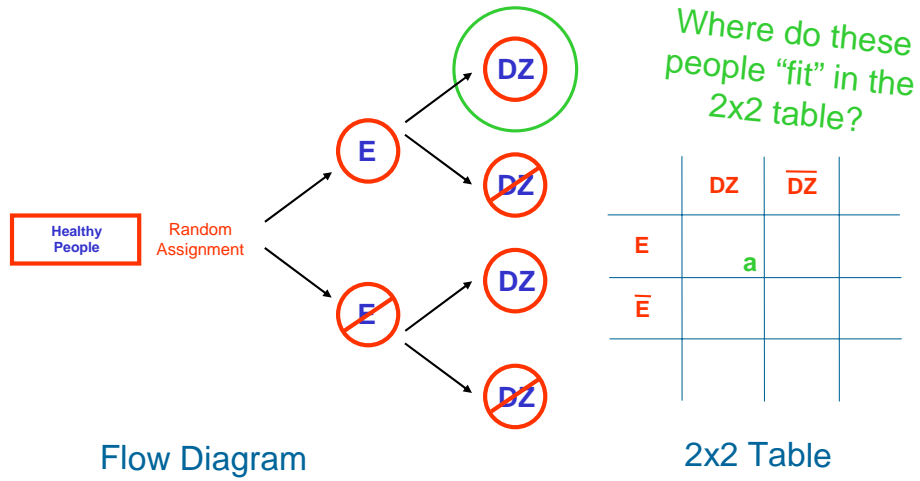 Where do these
people “fit” in the
2x2 table?
DZ
E
DZ
Healthy
People
Random
Assignment
E
DZ
DZ
DZ D̅Z̅
E
a
E̅
Flow Diagram
2x2 Table